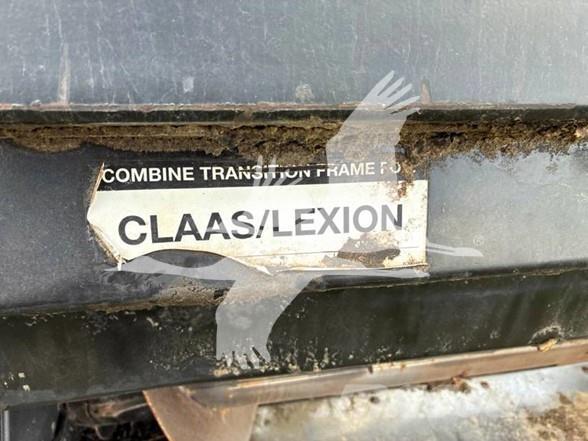 COMBINE TRANSITION FRAME FO
CLAAS/LEXION